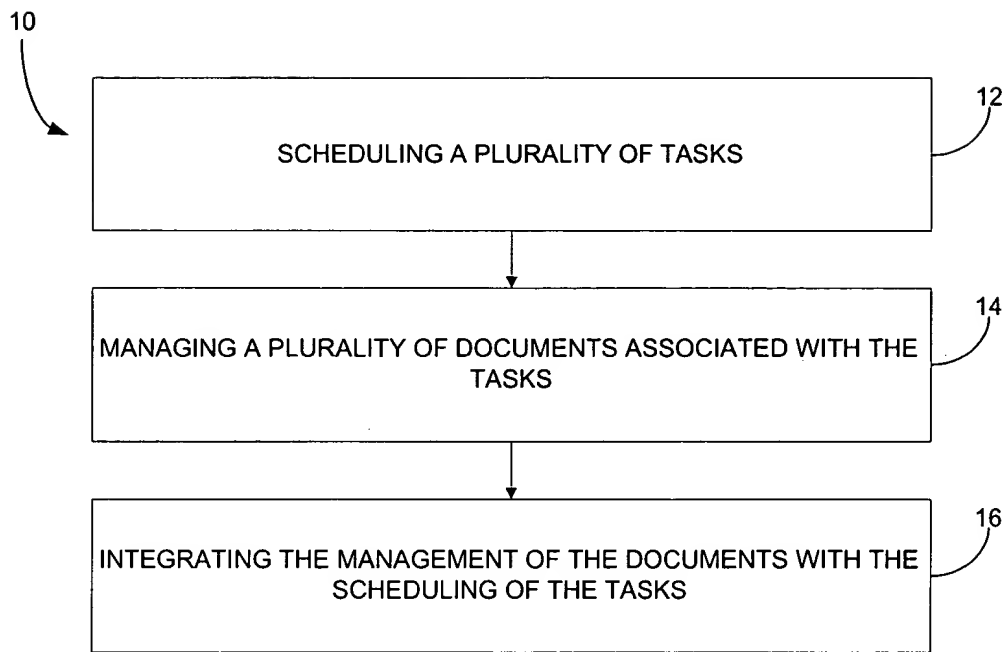 10
12
SCHEDULING A PLURALITY OF TASKS
14
MANAGING A PLURALITY OF DOCUMENTS ASSOCIATED WITH THE
TASKS
16
INTEGRATING THE MANAGEMENT OF THE DOCUMENTS WITH THE
SCHEDULING OF THE TASKS